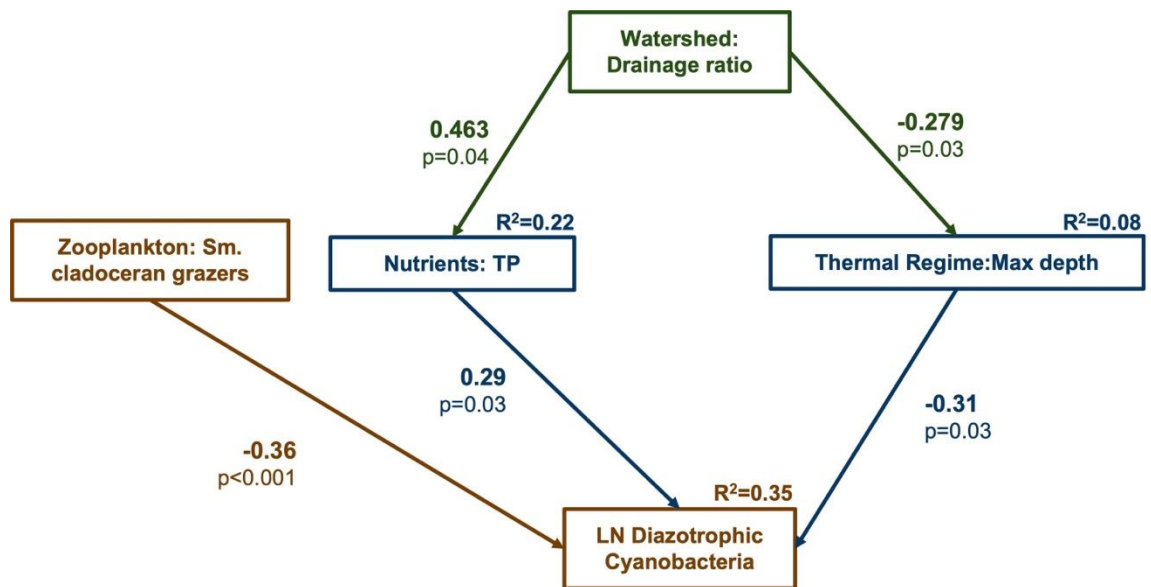 Watershed:
Drainage ratio
0.463
p=0.04
-0.279
p=0.03
Zooplankton: Sm.
cladoceran grazers
R²=0.22
Nutrients: TP
R²=0.08
Thermal Regime:Max depth
-0.36
p<0.001
0.29
p=0.03
-0.31
p=0.03
R²=0.35
LN Diazotrophic
Cyanobacteria